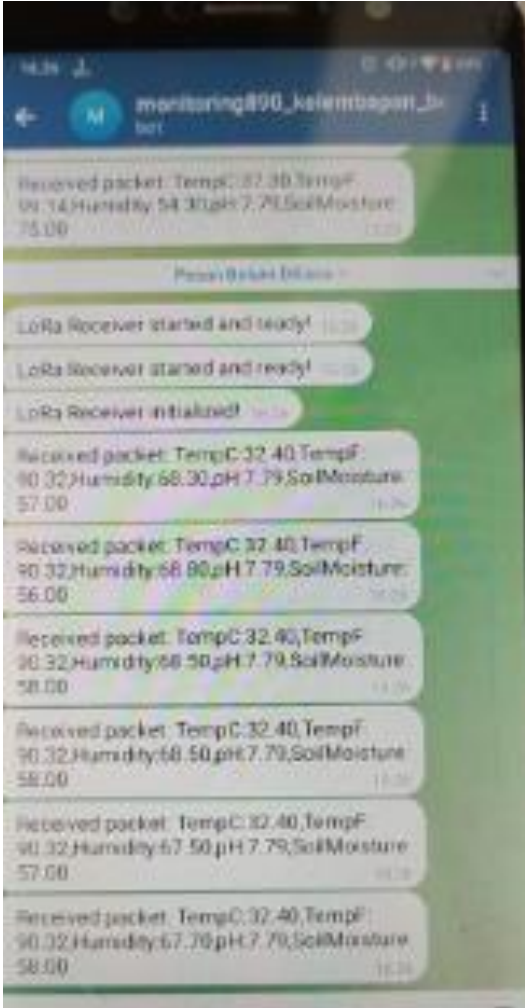 16.26
monitoring890_kelembapan_b
bot
Received packet: TempC:37.30,TempF:
99.14,Humidity:54.30,pH:7.79,SoilMoisture:
75.00
Pesan Belum Dibaca
LoRa Receiver started and ready!
LoRa Receiver started and ready!
LoRa Receiver initialized!
Received packet: TempC:32.40,TempF:
90.32,Humidity:68.30,pH:7.79,SoilMoisture:
57.00
Received packet: TempC:32.40,TempF:
90.32,Humidity:68.80,pH:7.79,SoilMoisture:
56.00
Received packet: TempC:32.40,TempF:
90.32,Humidity:68.50,pH:7.79,SoilMoisture:
58.00
Received packet: TempC:32.40,TempF:
90.32,Humidity:68.50,pH:7.79,SoilMoisture:
58.00
Received packet: TempC:32.40,TempF:
90.32,Humidity:67.50,pH:7.79,SoilMoisture:
57.00
Received packet: TempC:32.40,TempF:
90.32,Humidity:67.70,pH:7.79,SoilMoisture:
58.00